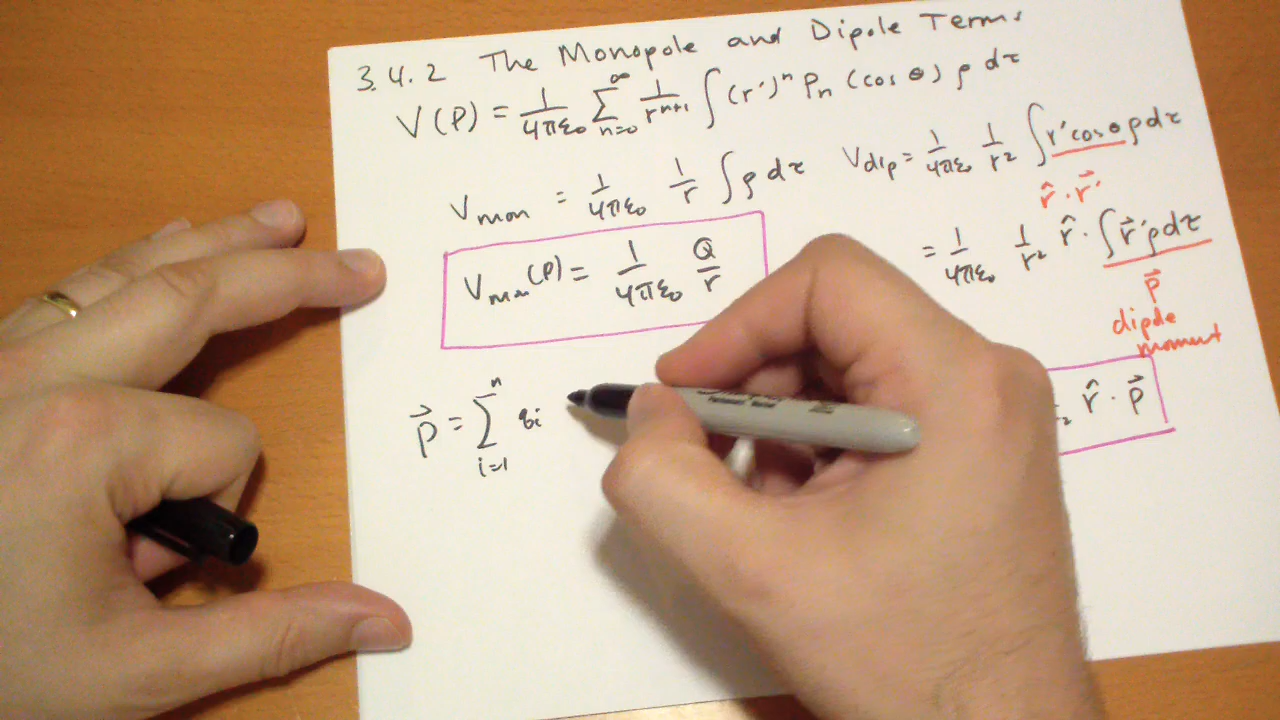 3.4.2 The Monopole and Dipole Terms
V(P) = 1/4πε₀ ∑_{n=0}^{∞} 1/r^{n+1} ∫(r')^n P_n (cos θ) ρ dτ
V_mon = 1/4πε₀ 1/r ∫ρ dτ
V_mon(P) = 1/4πε₀ Q/r
V_dip = 1/4πε₀ 1/r² ∫r' cos θ ρ dτ
r̂ · r⃗'
= 1/4πε₀ 1/r² r̂ · ∫r⃗' ρ dτ
p⃗
dipole
moment
r̂ · p⃗
p⃗ = ∑_{i=1}^{n} q_i